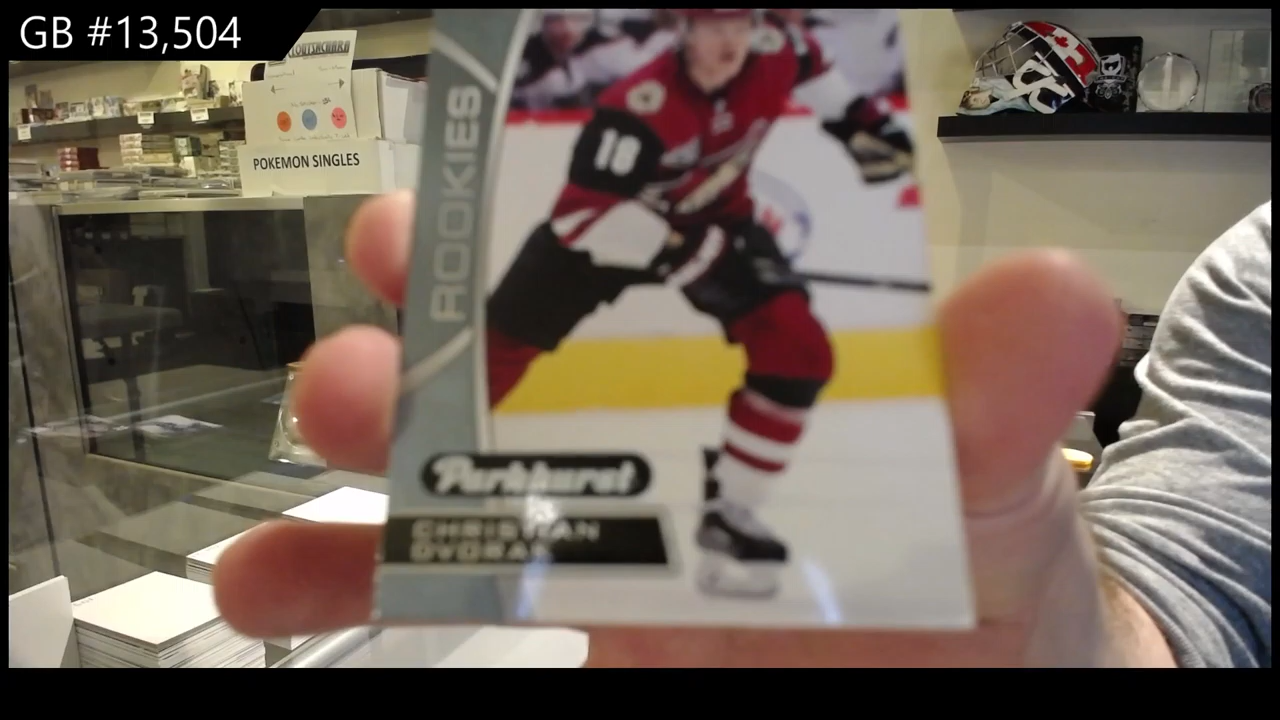 GB #13,504
POKEMON SINGLES
ROOKIES
18
Parkhurst
CHRISTIAN
DVORAK